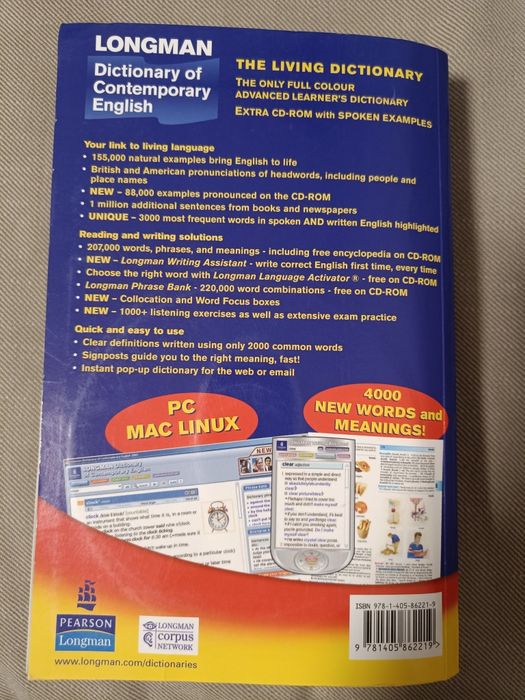 LONGMAN
Dictionary of
Contemporary
English
THE LIVING DICTIONARY
THE ONLY FULL COLOUR
ADVANCED LEARNER'S DICTIONARY
EXTRA CD-ROM with SPOKEN EXAMPLES
Your link to living language
• 155,000 natural examples bring English to life
• British and American pronunciations of headwords, including people and
place names
• NEW – 88,000 examples pronounced on the CD-ROM
• 1 million additional sentences from books and newspapers
• UNIQUE – 3000 most frequent words in spoken AND written English highlighted
Reading and writing solutions
• 207,000 words, phrases, and meanings - including free encyclopedia on CD-ROM
• NEW – Longman Writing Assistant - write correct English first time, every time
• Choose the right word with Longman Language Activator® - free on CD-ROM
• Longman Phrase Bank - 220,000 word combinations - free on CD-ROM
• NEW – Collocation and Word Focus boxes
• NEW – 1000+ listening exercises as well as extensive exam practice
Quick and easy to use
• Clear definitions written using only 2000 common words
• Signposts guide you to the right meaning, fast!
• Instant pop-up dictionary for the web or email
PC
MAC LINUX
4000
NEW WORDS and
MEANINGS!
LONGMAN Dictionary
of Contemporary English
NEW
clear adjective
PEARSON
Longman
LONGMAN
corpus
NETWORK
www.longman.com/dictionaries
ISBN 978-1-405-86221-9
9 781405 862219